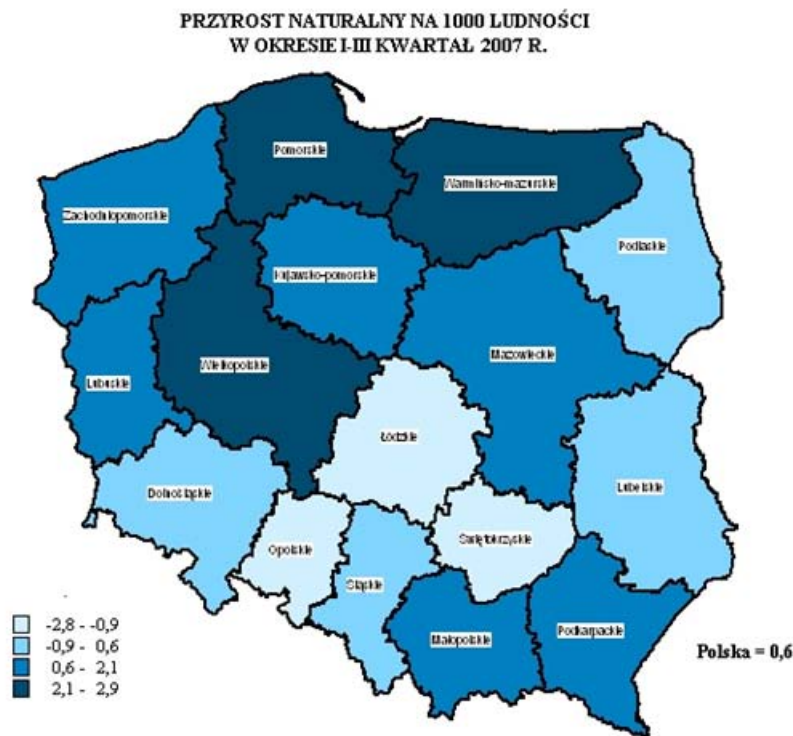 PRZYROST NATURALNY NA 1000 LUDNOŚCI
W OKRESIE I-III KWARTAŁ 2007 R.
Pomorskie
Warmińsko-mazurskie
Zachodniopomorskie
Podlaskie
Kujawsko-pomorskie
Mazowieckie
Wielkopolskie
Lubuskie
Łódzkie
Lubelskie
Dolnośląskie
Świętokrzyskie
Opolskie
Śląskie
Małopolskie
Podkarpackie
-2,8 - -0,9
-0,9 - 0,6
0,6 - 2,1
2,1 - 2,9
Polska = 0,6